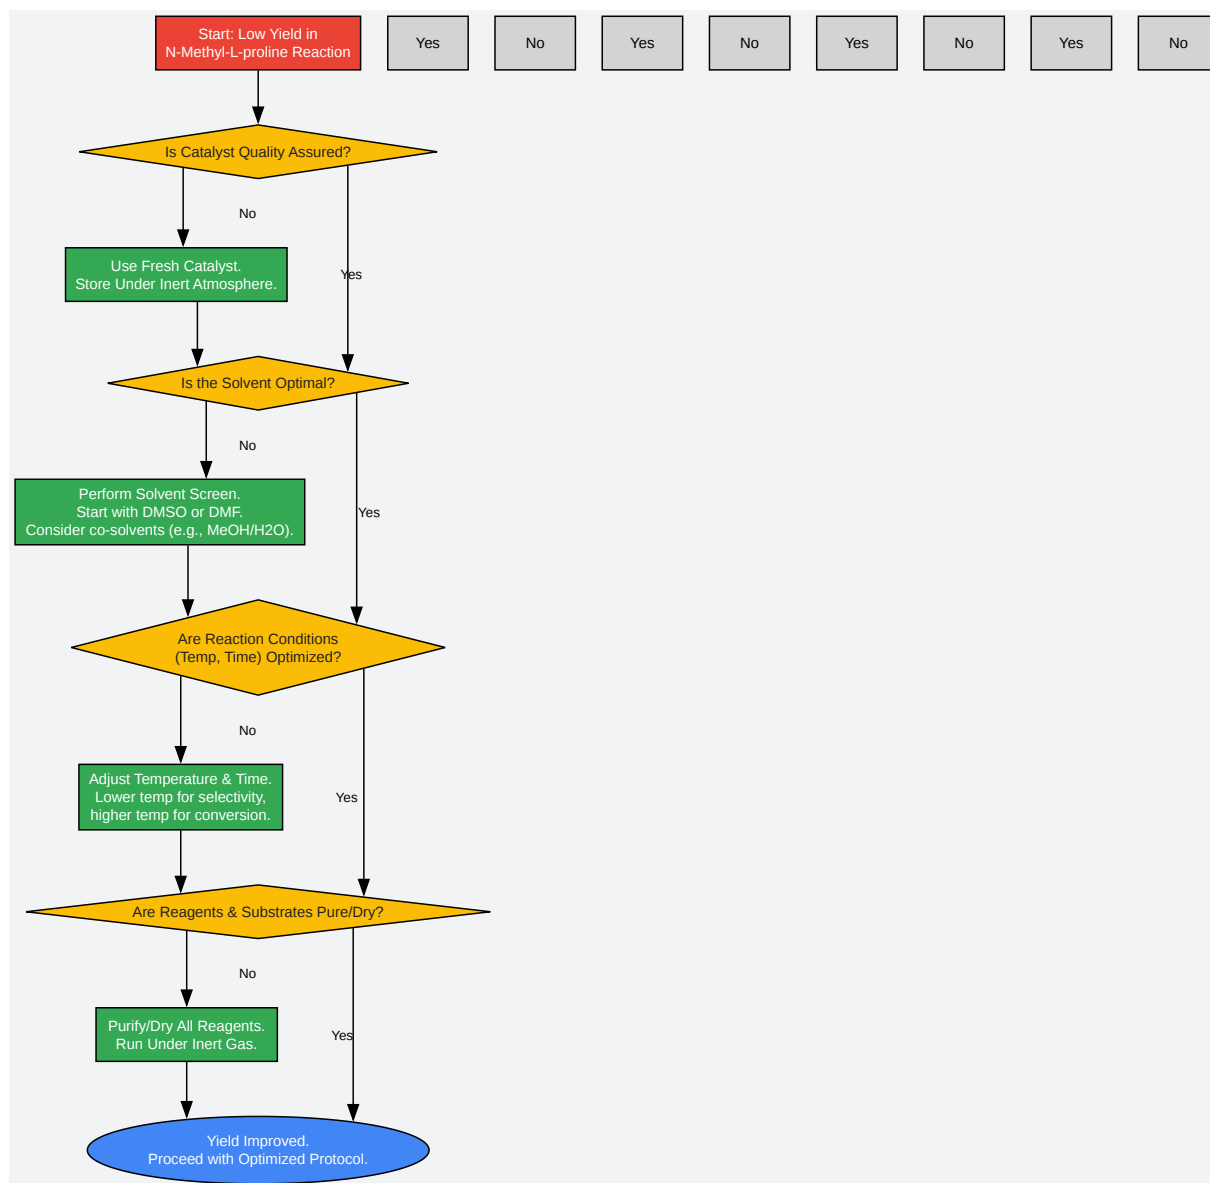 Start: Low Yield in
N-Methyl-L-proline Reaction
Yes
No
Yes
No
Yes
No
Yes
No
Is Catalyst Quality Assured?
No
Use Fresh Catalyst.
Store Under Inert Atmosphere.
Yes
Is the Solvent Optimal?
No
Perform Solvent Screen.
Start with DMSO or DMF.
Consider co-solvents (e.g., MeOH/H2O).
Yes
Are Reaction Conditions
(Temp, Time) Optimized?
No
Adjust Temperature & Time.
Lower temp for selectivity,
higher temp for conversion.
Yes
Are Reagents & Substrates Pure/Dry?
No
Purify/Dry All Reagents.
Run Under Inert Gas.
Yes
Yield Improved.
Proceed with Optimized Protocol.